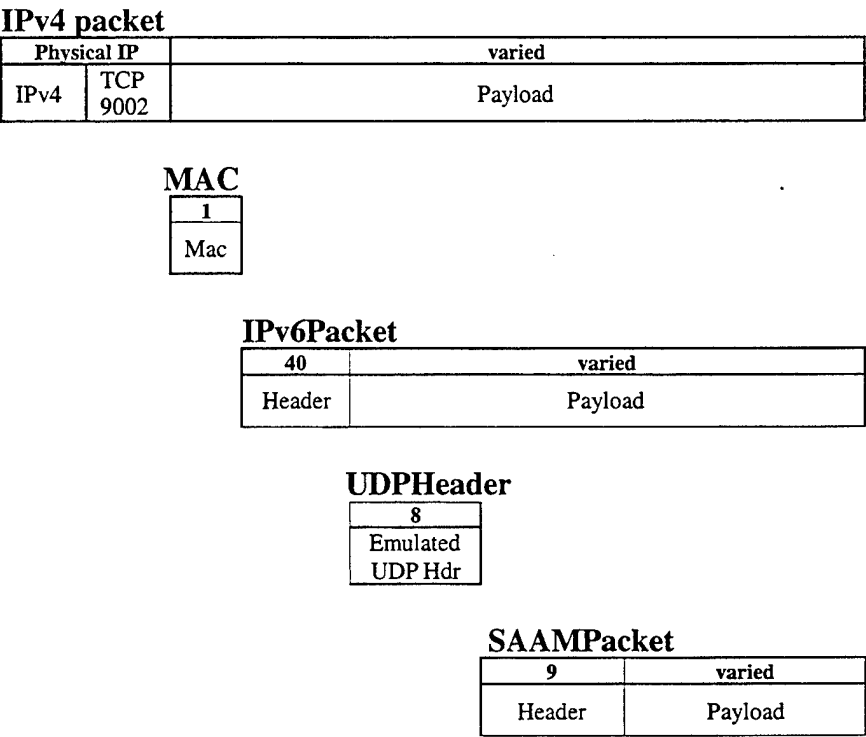 IPv4 packet
Physical IP varied
IPv4 TCP 9002 Payload
MAC
1
Mac
IPv6Packet
40 varied
Header Payload
UDPHeader
8
Emulated
UDP Hdr
SAAMPacket
9 varied
Header Payload